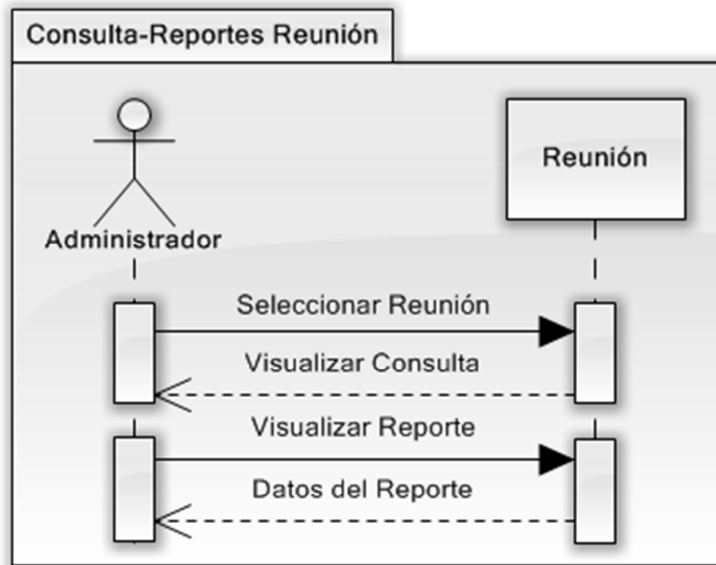 Consulta-Reportes Reunión
Reunión
Administrador
Seleccionar Reunión
Visualizar Consulta
Visualizar Reporte
Datos del Reporte